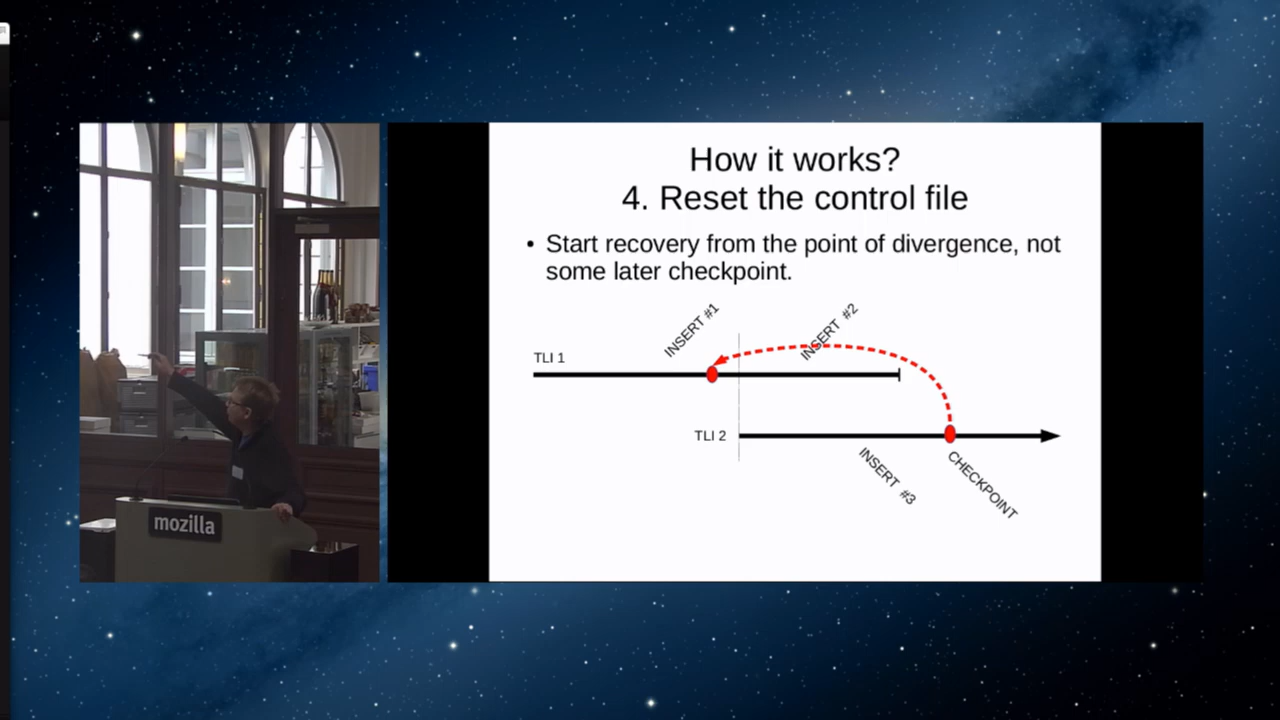 How it works?
4. Reset the control file
• Start recovery from the point of divergence, not
some later checkpoint.
INSERT #1
INSERT #2
TLI 1
TLI 2
INSERT #3
CHECKPOINT
mozilla